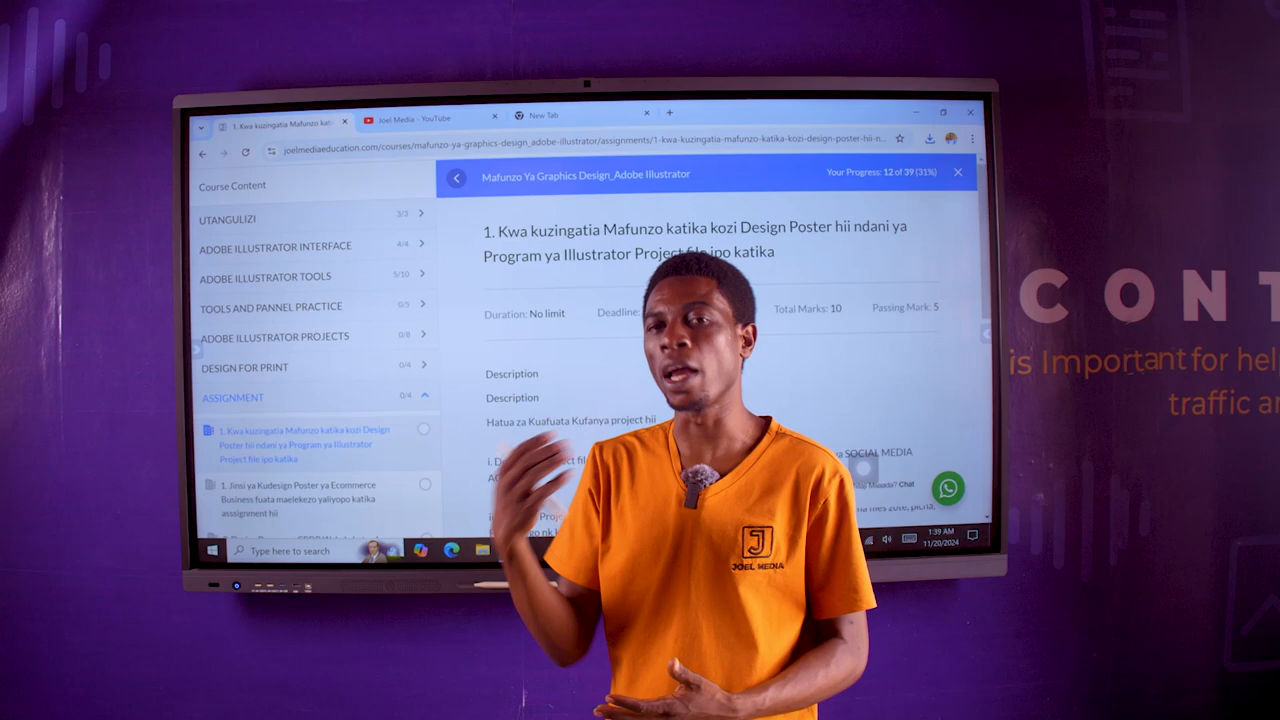 1. Kwa kuzingatia Mafunzo kati
Joel Media - YouTube
New Tab
joelmediaeducation.com/courses/mafunzo-ya-graphics-design_adobe-illustrator/assignments/1-kwa-kuzingatia-mafunzo-katika-kozi-design-poster-hii-n...
Course Content
UTANGULIZI 3/3
ADOBE ILLUSTRATOR INTERFACE 4/4
ADOBE ILLUSTRATOR TOOLS 5/10
TOOLS AND PANNEL PRACTICE 0/5
ADOBE ILLUSTRATOR PROJECTS 0/8
DESIGN FOR PRINT 0/4
ASSIGNMENT 0/4
1. Kwa kuzingatia Mafunzo katika kozi Design
Poster hii ndani ya Program ya Illustrator
Project file ipo katika
1. Jinsi ya Kudesign Poster ya Ecommerce
Business fuata maelekezo yaliyopo katika
asssignment hii
Mafunzo Ya Graphics Design_Adobe Illustrator
Your Progress: 12 of 39 (31%)
1. Kwa kuzingatia Mafunzo katika kozi Design Poster hii ndani ya
Program ya Illustrator Project file ipo katika
Duration: No limit Deadline: Total Marks: 10 Passing Mark: 5
Description
Description
Hatua za Kuafuata Kufanya project hii
SOCIAL MEDIA
Chat
Type here to search
1:39 AM
11/20/2024
J
JOEL MEDIA
CONT
is Important for hel
traffic an